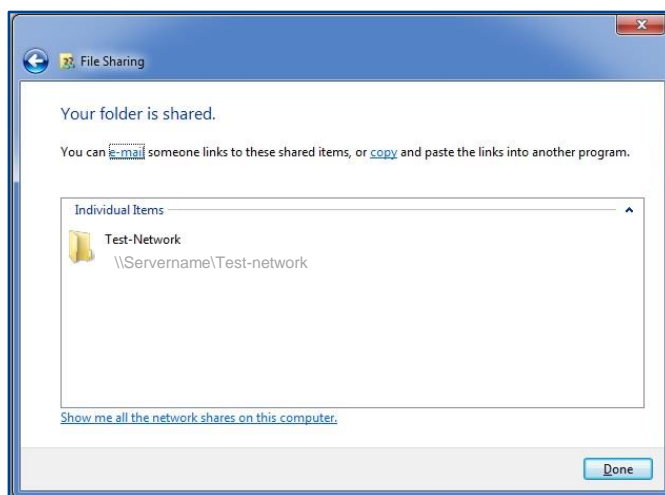 File Sharing
Your folder is shared.
You can e-mail someone links to these shared items, or copy and paste the links into another program.
Individual Items
Test-Network
\\Servername\Test-network
Show me all the network shares on this computer.
Done